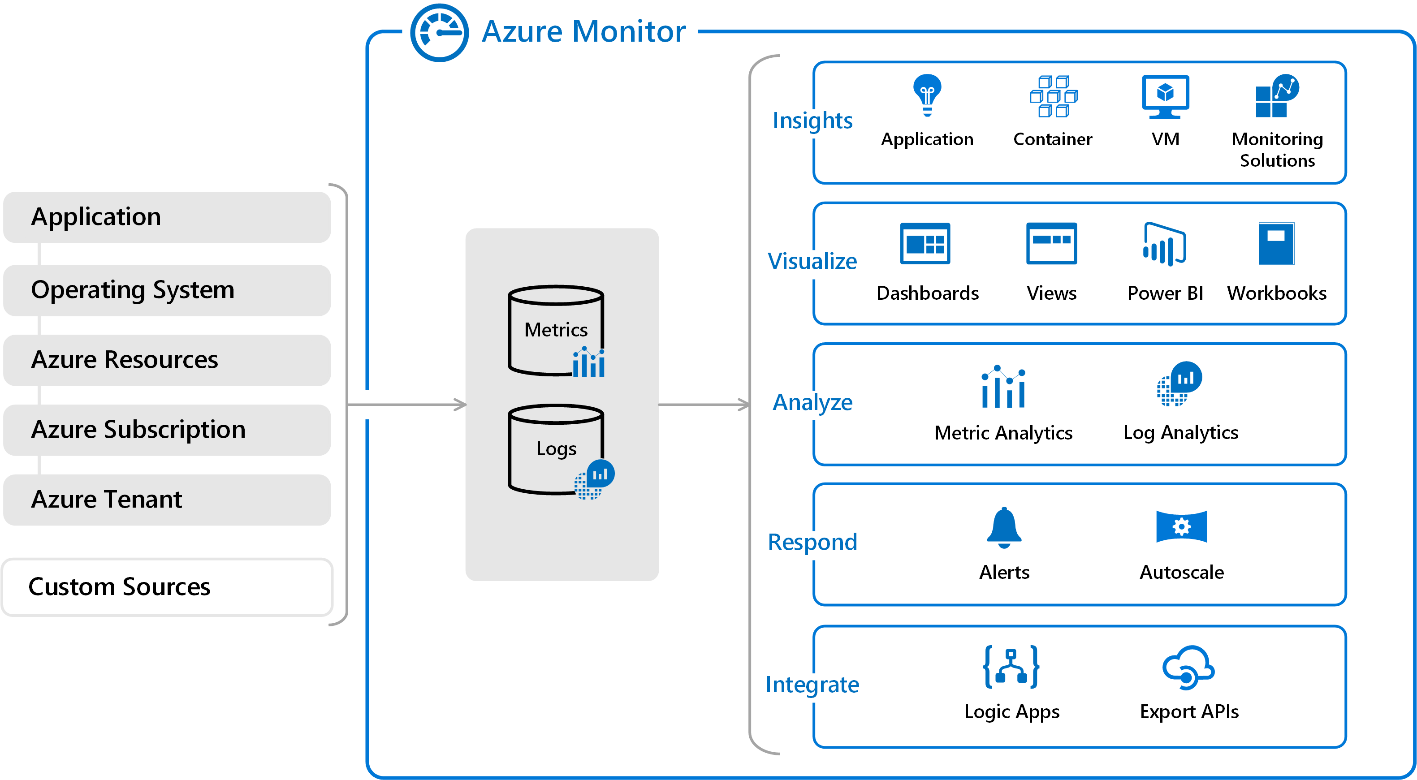 Azure Monitor
Application
Operating System
Azure Resources
Azure Subscription
Azure Tenant
Custom Sources
Metrics
Logs
Insights
Application
Container
VM
Monitoring
Solutions
Visualize
Dashboards
Views
Power BI
Workbooks
Analyze
Metric Analytics
Log Analytics
Respond
Alerts
Autoscale
Integrate
Logic Apps
Export APIs